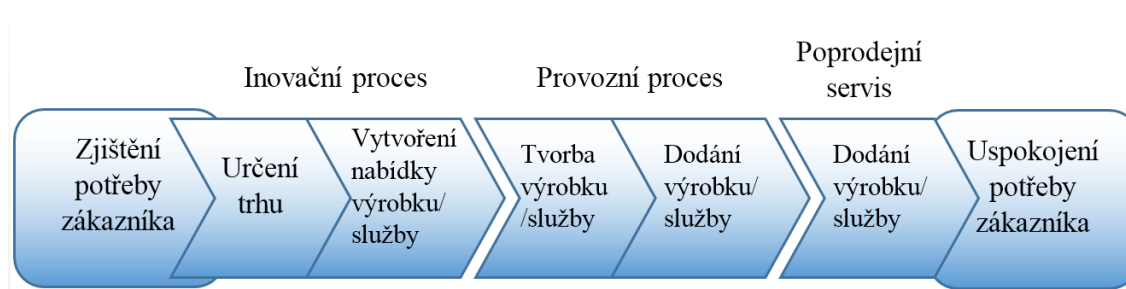 Inovační proces
Provozní proces
Poprodejní
servis
Zjištění
potřeby
zákazníka
Určení
trhu
Vytvoření
nabídky
výrobku/
služby
Tvorba
výrobku
/služby
Dodání
výrobku/
služby
Dodání
výrobku/
služby
Uspokojení
potřeby
zákazníka